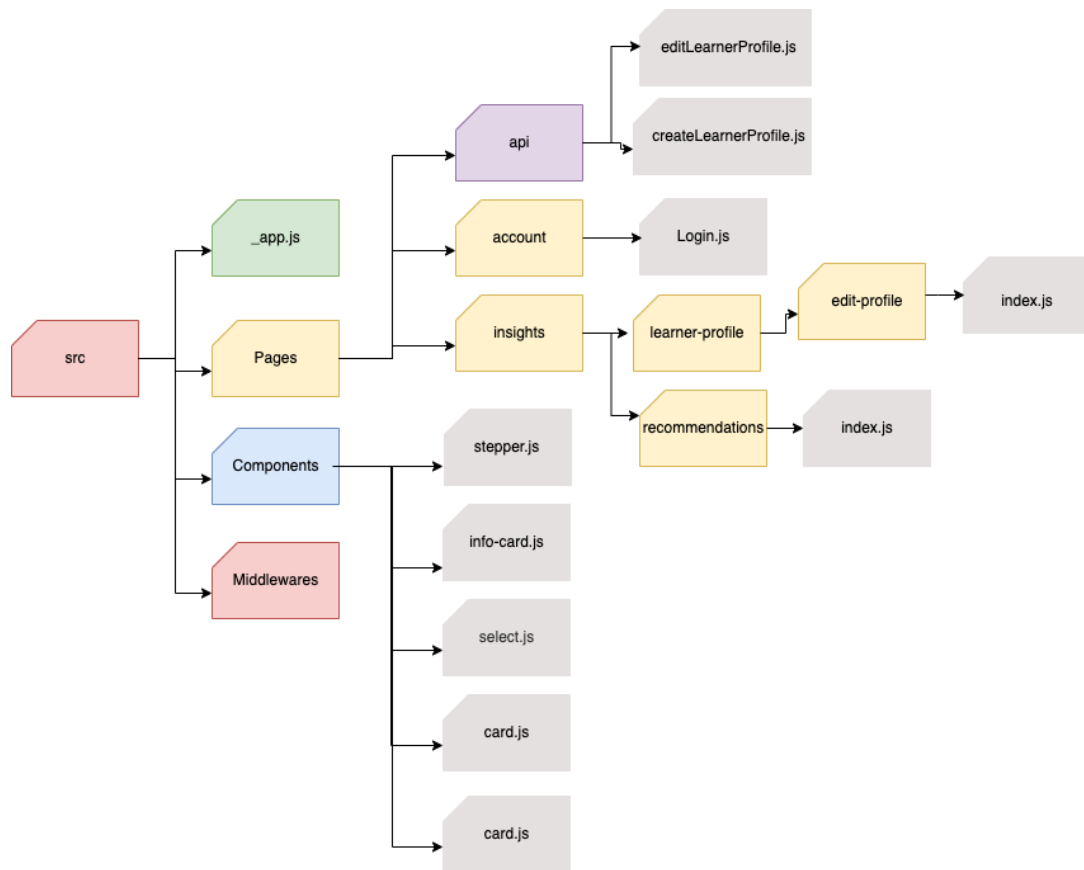 editLearnerProfile.js
createLearnerProfile.js
api
_app.js
account
Login.js
src
Pages
insights
learner-profile
edit-profile
index.js
recommendations
index.js
Components
stepper.js
info-card.js
Middlewares
select.js
card.js
card.js